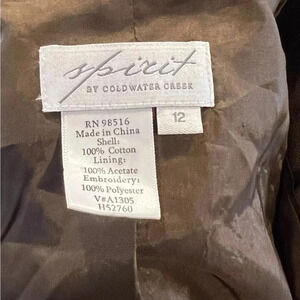 spirit
BY COLDWATER CREEK
12
RN 98516
Made in China
Shell:
100% Cotton
Lining:
100% Acetate
Embroidery:
100% Polyester
V#A1305
H52760